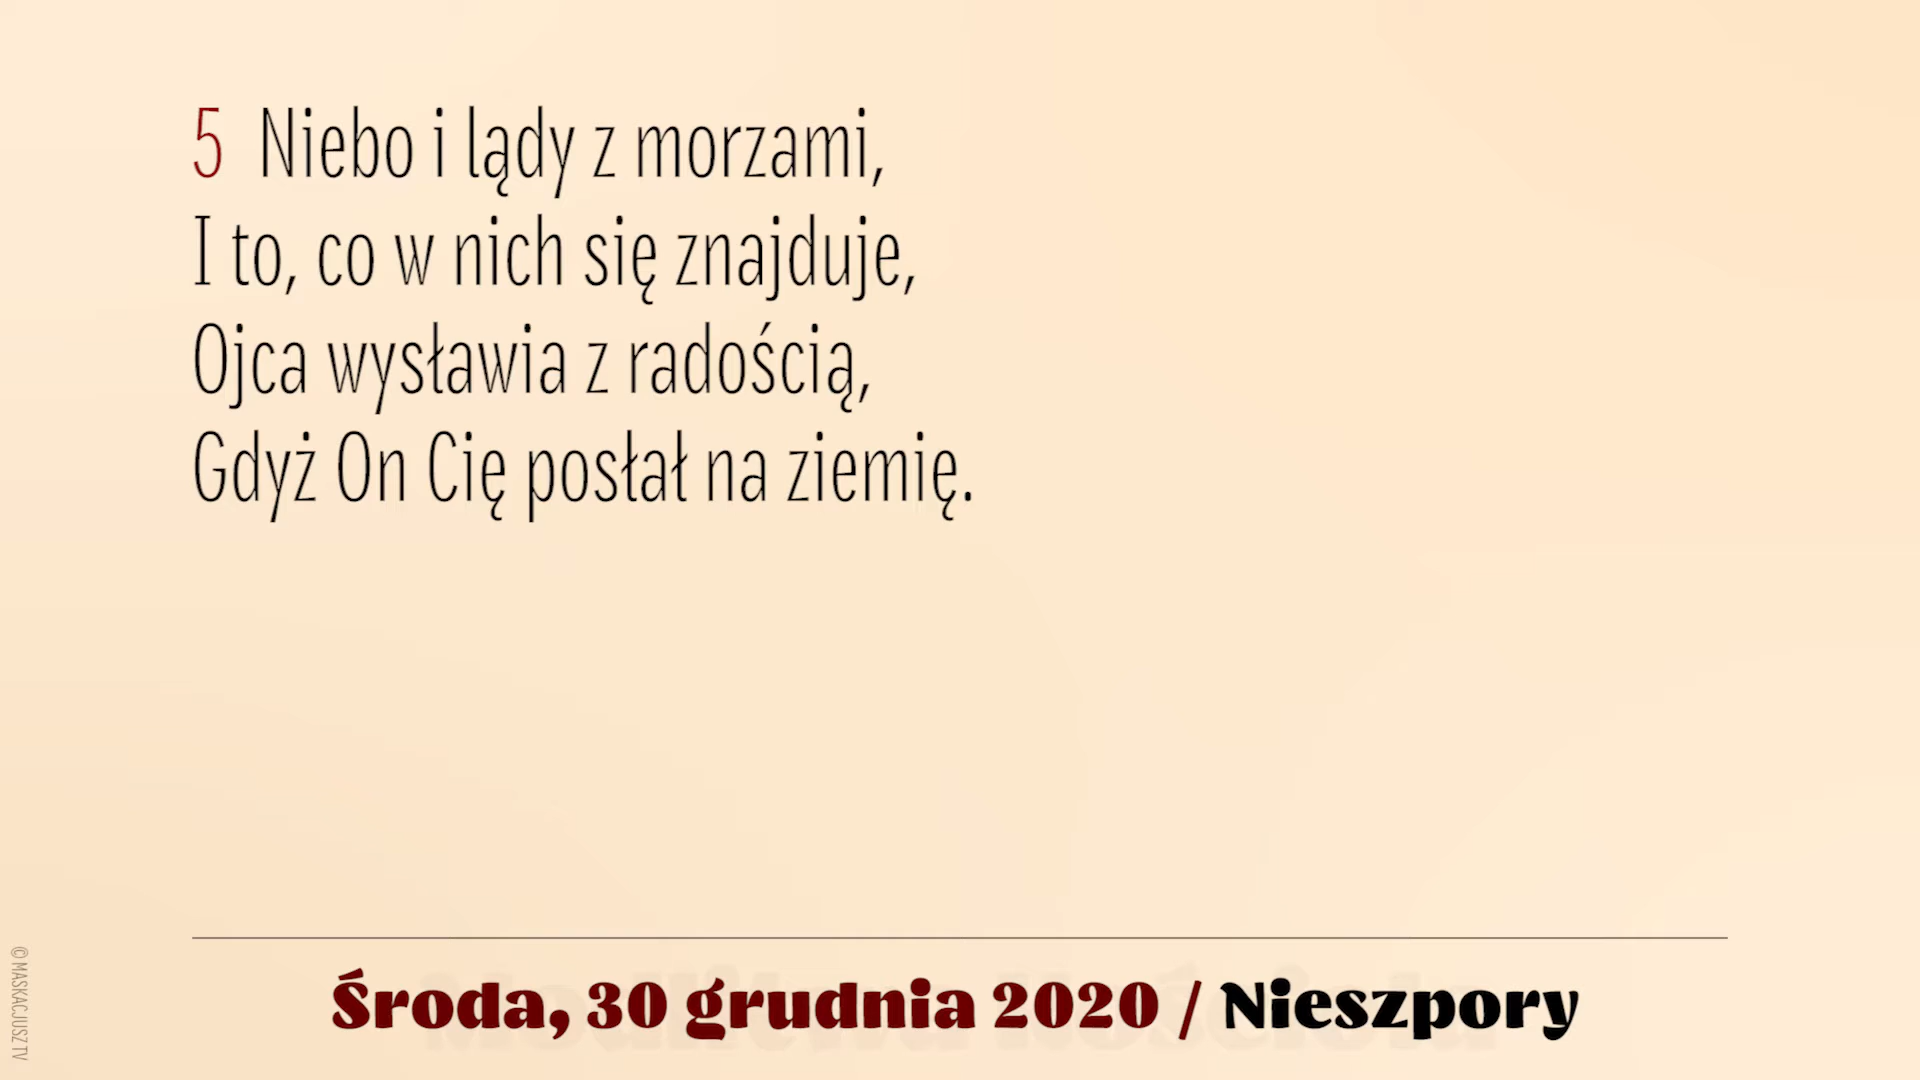 5 Niebo i lądy z morzami,
I to, co w nich się znajduje,
Ojca wysławia z radością,
Gdyż On Cię posłał na ziemię.
Środa, 30 grudnia 2020 / Nieszpory
© MASKACJUSZ TV